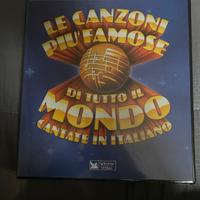 LE CANZONI
PIU' FAMOSE
DI TUTTO IL
MONDO
CANTATE IN ITALIANO